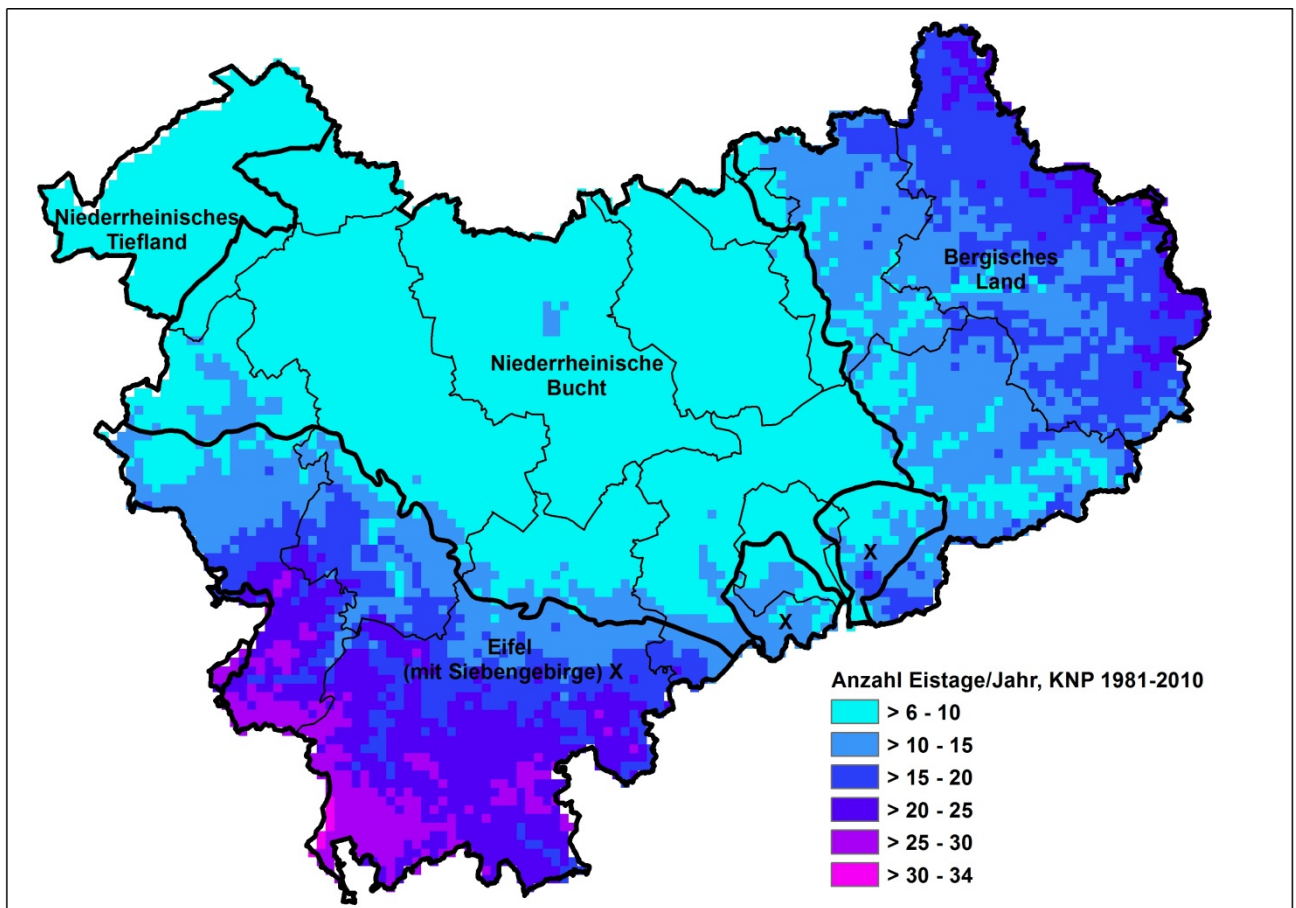 Niederrheinisches
Tiefland
Bergisches
Land
Niederrheinische
Bucht
X
X
Eifel
(mit Siebengebirge) X
Anzahl Eistage/Jahr, KNP 1981-2010
> 6 - 10
> 10 - 15
> 15 - 20
> 20 - 25
> 25 - 30
> 30 - 34